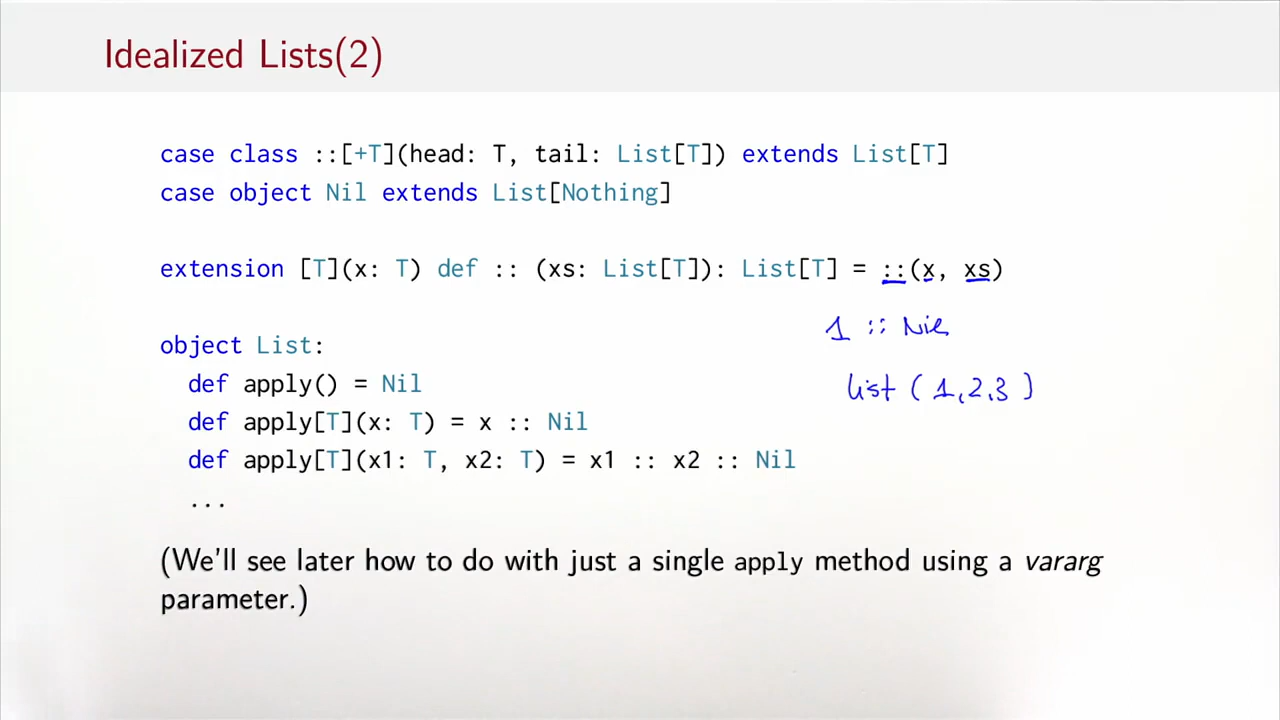 Idealized Lists(2)
case class ::[+T](head: T, tail: List[T]) extends List[T]
case object Nil extends List[Nothing]
extension [T](x: T) def :: (xs: List[T]): List[T] = ::(x, xs)
1 :: Nil
object List:
def apply() = Nil
List (1,2,3)
def apply[T](x: T) = x :: Nil
def apply[T](x1: T, x2: T) = x1 :: x2 :: Nil
...
(We'll see later how to do with just a single apply method using a vararg
parameter.)